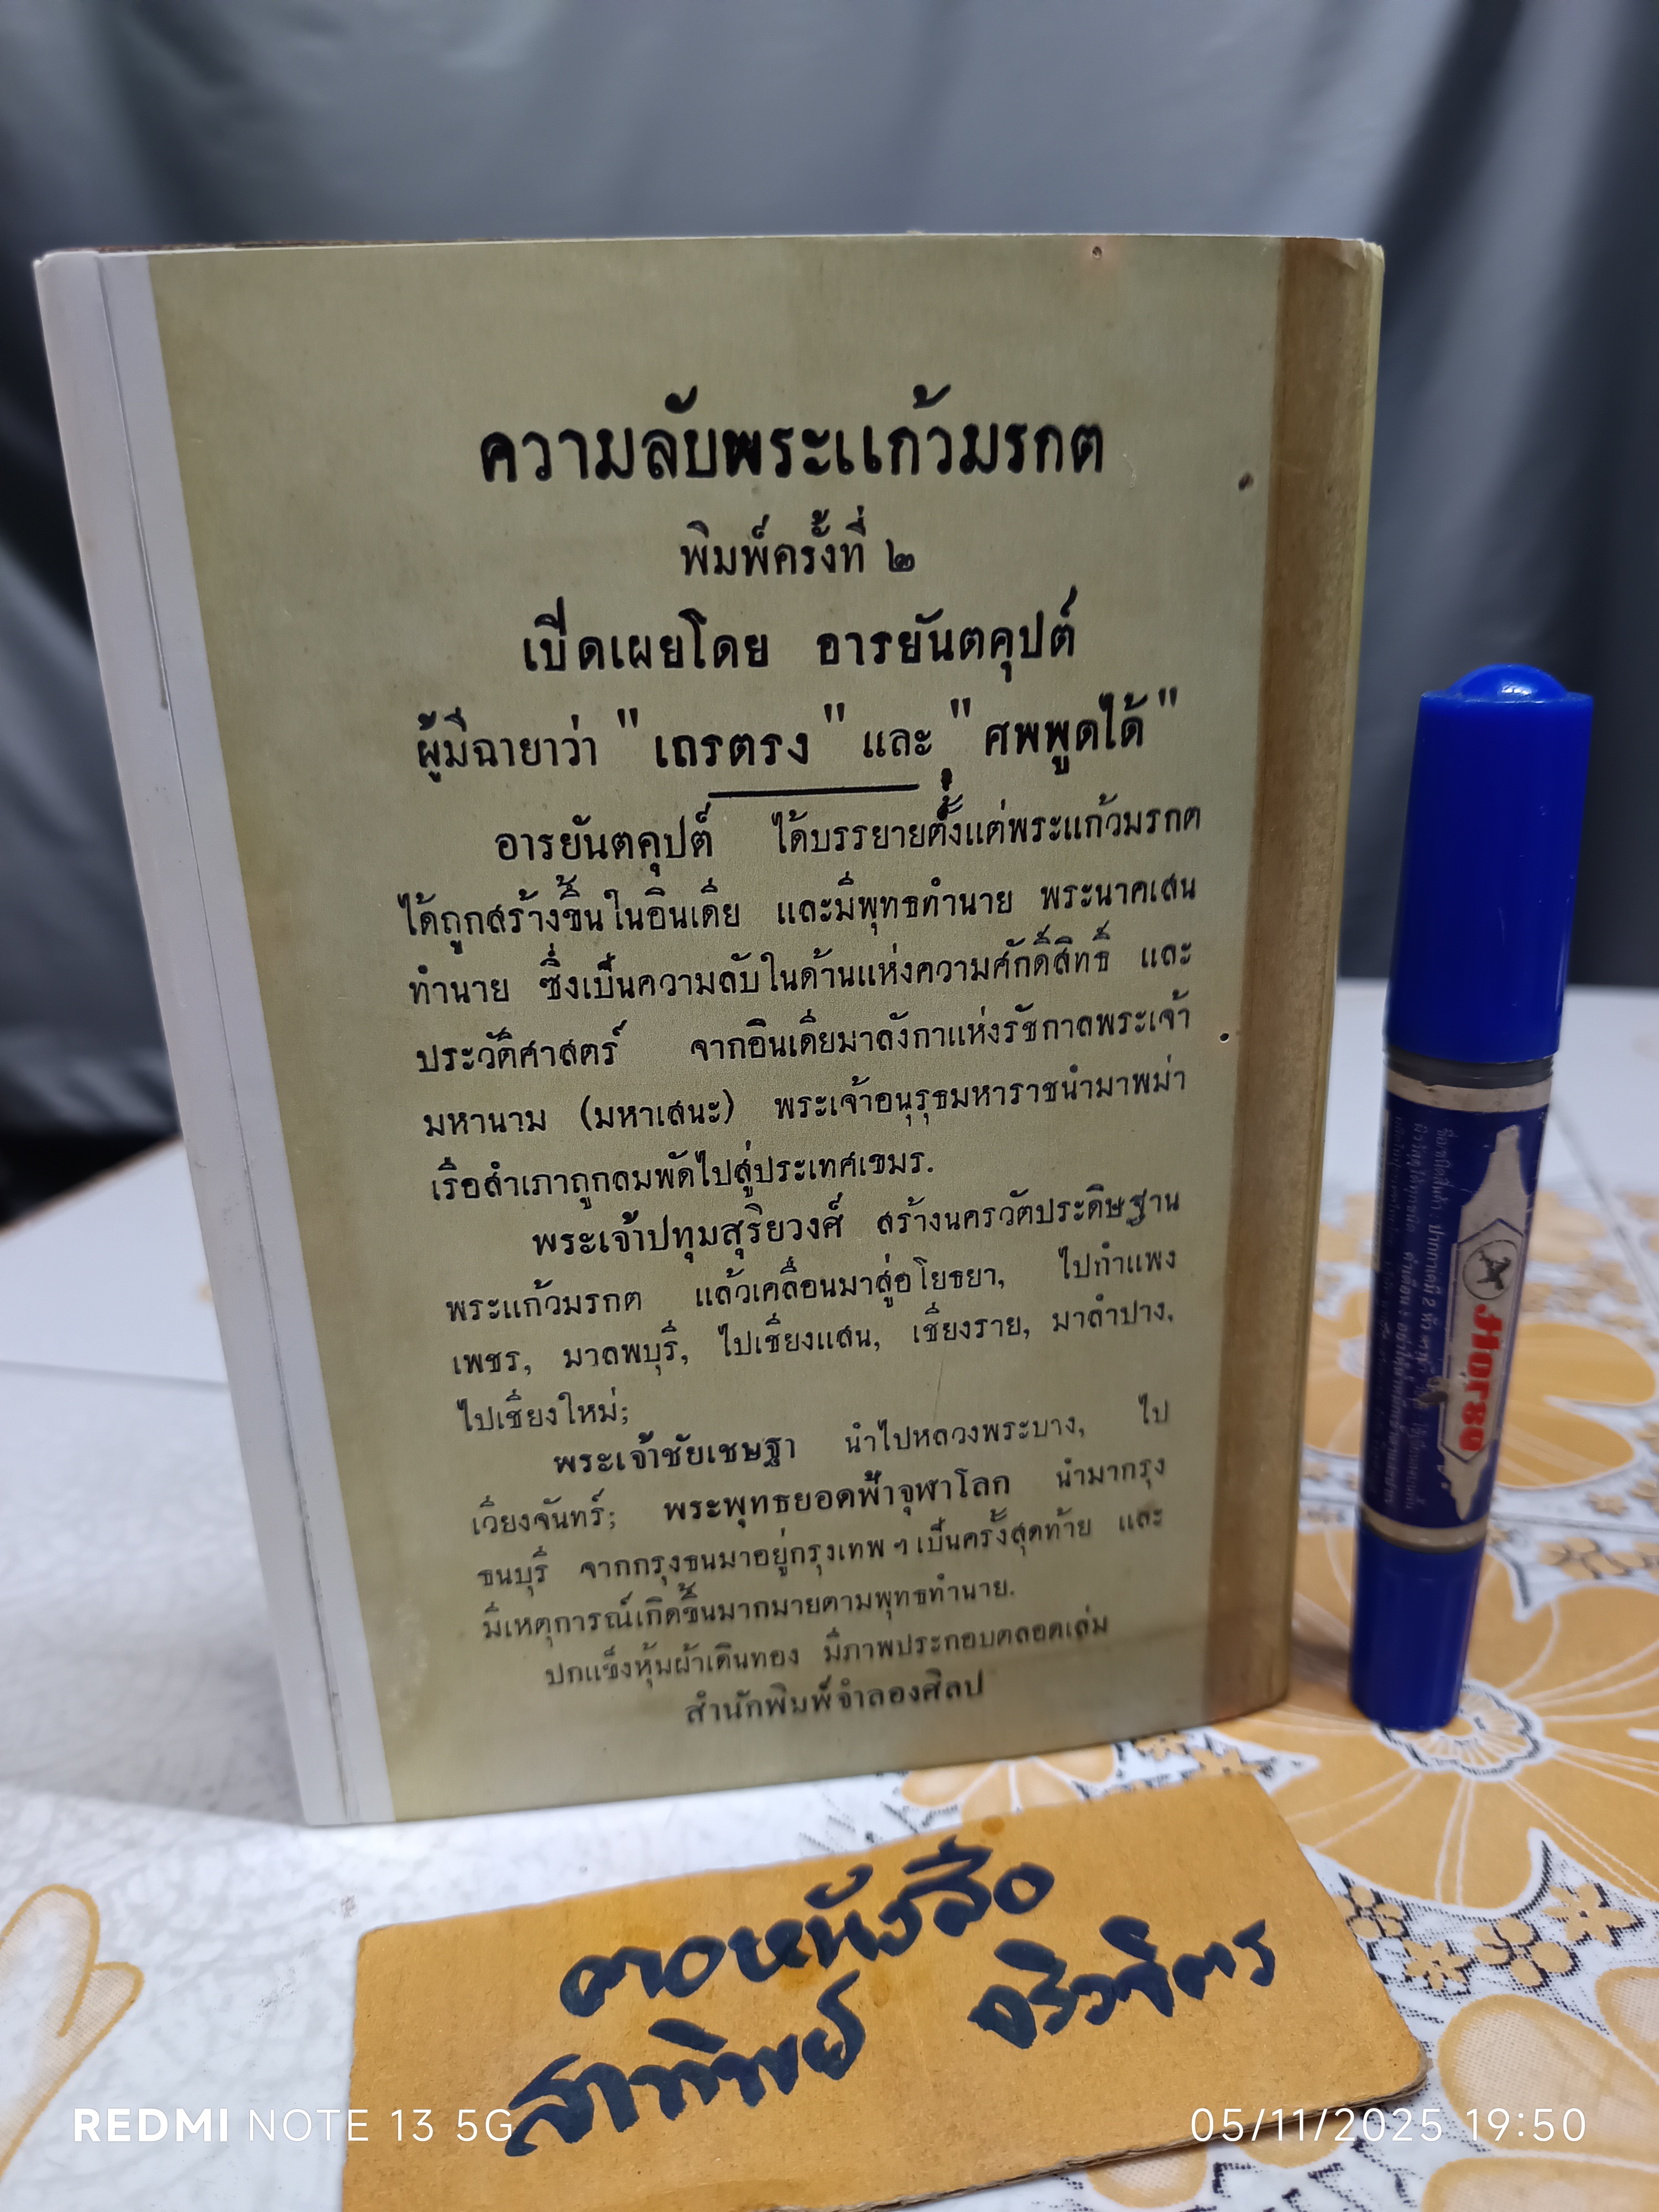 ความลับพระแก้วมรกต
พิมพ์ครั้งที่ ๒
เปิดเผยโดย อารยันตคุปต์
ผู้มีฉายาว่า "เถรตรง" และ "ศพพูดได้"
อารยันตคุปต์ ได้บรรยายตั้งแต่พระแก้วมรกต
ได้ถูกสร้างขึ้นในอินเดีย และมีพุทธทำนาย พระนาคเสน
ทำนาย ซึ่งเป็นความลับในด้านแห่งความศักดิ์สิทธิ์ และ
ประวัติศาสตร์ จากอินเดียมาลังกาแห่งรัชกาลพระเจ้า
มหานาม (มหาเสนะ) พระเจ้าอนุรุธมหาราชนำมาพม่า
เรือสำเภาถูกลมพัดไปสู่ประเทศเขมร.
พระเจ้าปทุมสุริยวงศ์ สร้างนครวัตประดิษฐาน
พระแก้วมรกต แล้วเคลื่อนมาสู่อโยธยา, ไปกำแพง
เพชร, มาลพบุรี, ไปเชียงแสน, เชียงราย, มาลำปาง,
ไปเชียงใหม่;
พระเจ้าชัยเชษฐา นำไปหลวงพระบาง, ไป
เวียงจันทร์; พระพุทธยอดฟ้าจุฬาโลก นำมากรุง
ธนบุรี จากกรุงธนมาอยู่กรุงเทพ ฯ เป็นครั้งสุดท้าย และ
มีเหตุการณ์เกิดขึ้นมากมายตามพุทธทำนาย.
ปกแข็งหุ้มผ้าเดินทอง มีภาพประกอบตลอดเล่ม
สำนักพิมพ์จำลองศิลป
Horse
คอหนังสือ
สาทิพย์ จริวจิตร
REDMI NOTE 13 5G
05/11/2025 19:50